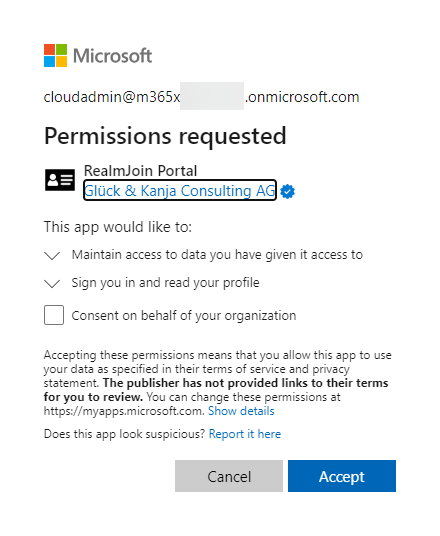 Microsoft
cloudadmin@m365x .onmicrosoft.com
Permissions requested
RealmJoin Portal
Glück & Kanja Consulting AG
This app would like to:
Maintain access to data you have given it access to
Sign you in and read your profile
Consent on behalf of your organization
Accepting these permissions means that you allow this app to use
your data as specified in their terms of service and privacy
statement. The publisher has not provided links to their terms
for you to review. You can change these permissions at
https://myapps.microsoft.com. Show details
Does this app look suspicious? Report it here
Cancel
Accept